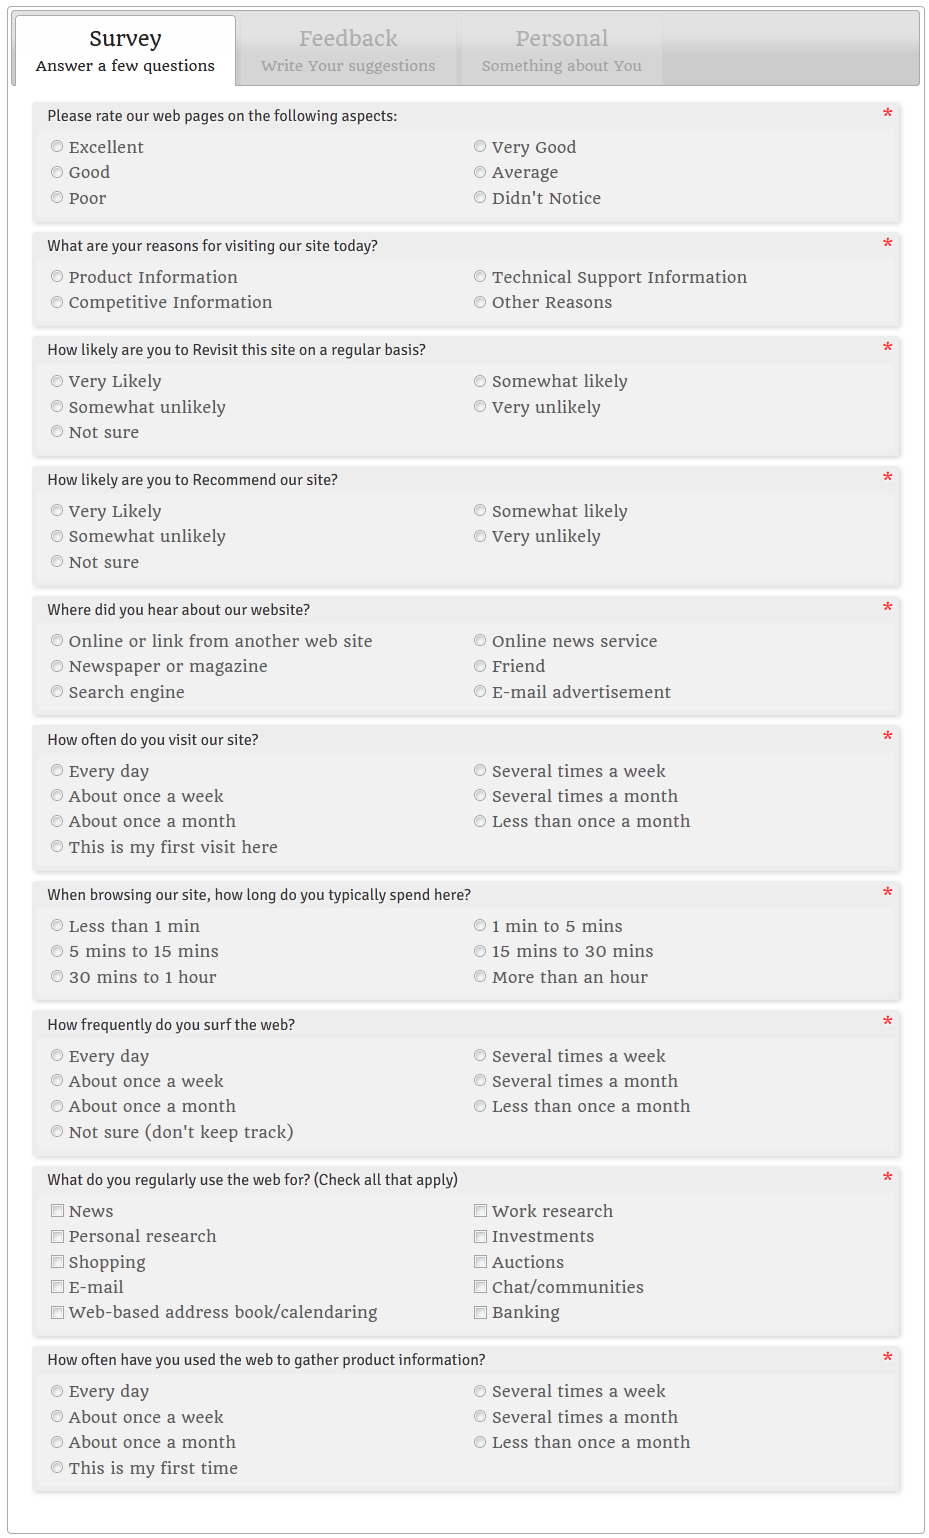 Survey
Answer a few questions
Feedback
Write Your suggestions
Personal
Something about You
Please rate our web pages on the following aspects: *
Excellent Very Good
Good Average
Poor Didn't Notice
What are your reasons for visiting our site today? *
Product Information Technical Support Information
Competitive Information Other Reasons
How likely are you to Revisit this site on a regular basis? *
Very Likely Somewhat likely
Somewhat unlikely Very unlikely
Not sure
How likely are you to Recommend our site? *
Very Likely Somewhat likely
Somewhat unlikely Very unlikely
Not sure
Where did you hear about our website? *
Online or link from another web site Online news service
Newspaper or magazine Friend
Search engine E-mail advertisement
How often do you visit our site? *
Every day Several times a week
About once a week Several times a month
About once a month Less than once a month
This is my first visit here
When browsing our site, how long do you typically spend here? *
Less than 1 min 1 min to 5 mins
5 mins to 15 mins 15 mins to 30 mins
30 mins to 1 hour More than an hour
How frequently do you surf the web? *
Every day Several times a week
About once a week Several times a month
About once a month Less than once a month
Not sure (don't keep track)
What do you regularly use the web for? (Check all that apply) *
News Work research
Personal research Investments
Shopping Auctions
E-mail Chat/communities
Web-based address book/calendaring Banking
How often have you used the web to gather product information? *
Every day Several times a week
About once a week Several times a month
About once a month Less than once a month
This is my first time